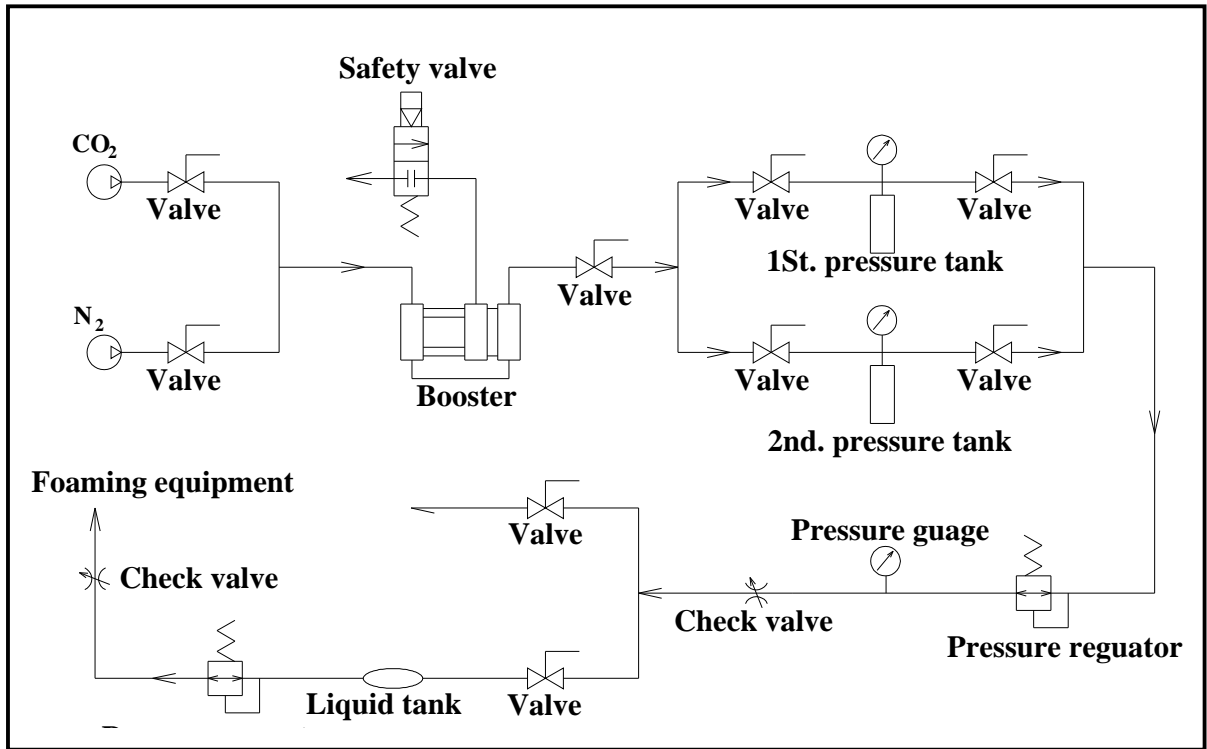 Safety valve
CO2
Valve
Valve
Valve
1St. pressure tank
Valve
N2
Valve
Booster
Valve
Valve
2nd. pressure tank
Foaming equipment
Valve
Pressure guage
Check valve
Check valve
Pressure reguator
Liquid tank
Valve